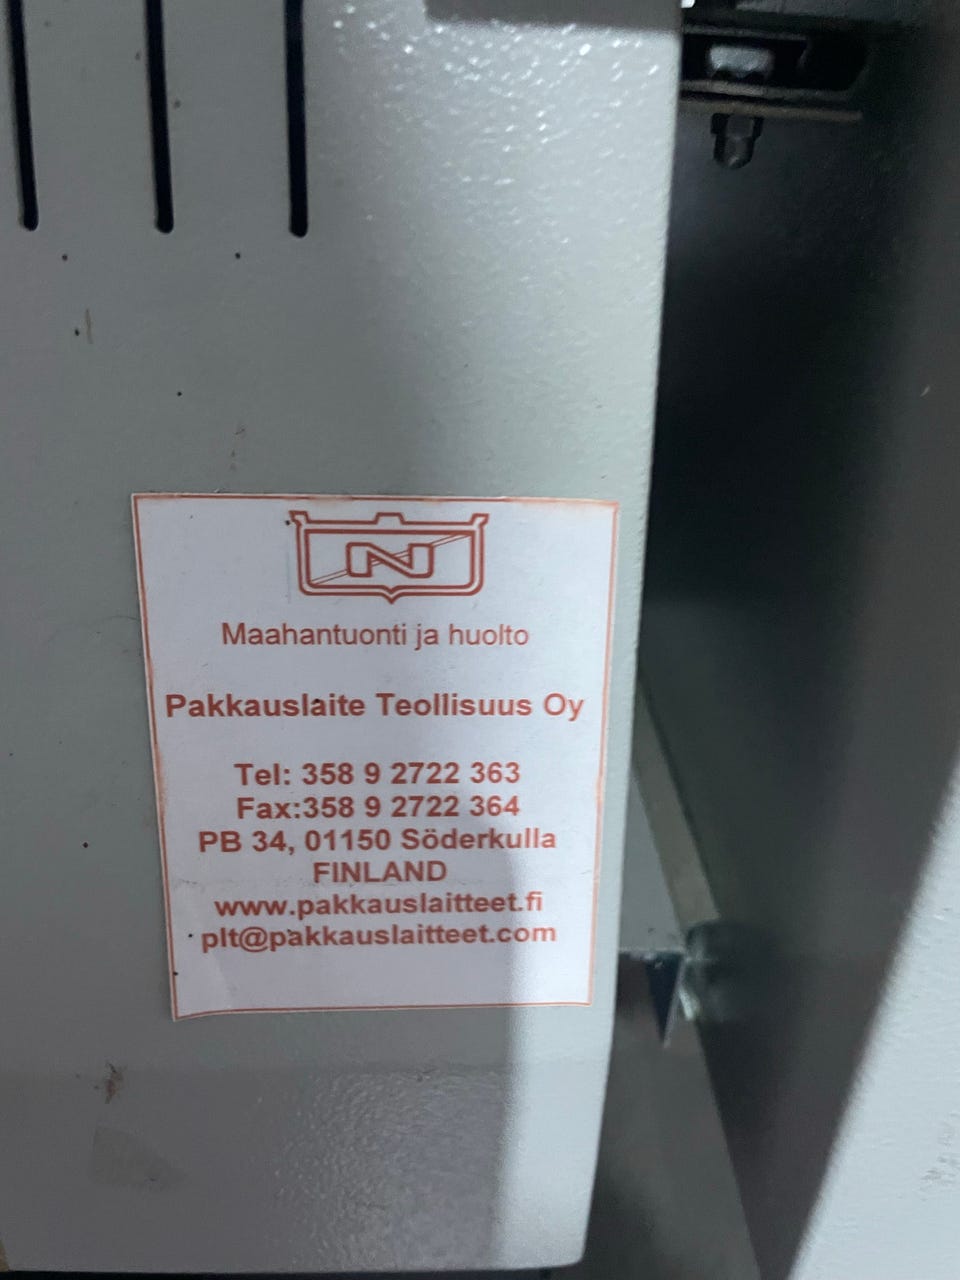 N
Maahantuonti ja huolto
Pakkauslaite Teollisuus Oy
Tel: 358 9 2722 363
Fax:358 9 2722 364
PB 34, 01150 Söderkulla
FINLAND
www.pakkauslaitteet.fi
plt@pakkauslaitteet.com